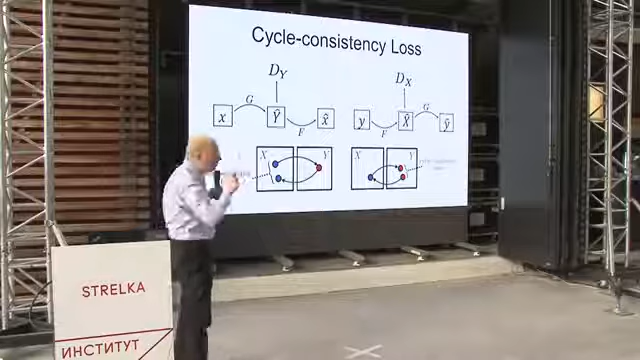 Cycle-consistency Loss
D_Y D_X
x G Ŷ F x̂ y F X̂ G ŷ
X Y X Y
STRELKA
ИНСТИТУТ